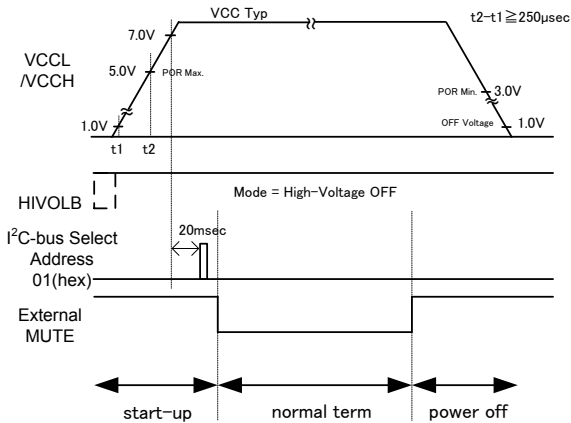 VCC Typ
t2-t1≧250μsec
7.0V
VCCL
/VCCH
5.0V
POR Max.
POR Min.
3.0V
1.0V
OFF Voltage
1.0V
t1
t2
HIVOLB
Mode = High-Voltage OFF
I²C-bus Select
Address
01(hex)
20msec
External
MUTE
start-up
normal term
power off